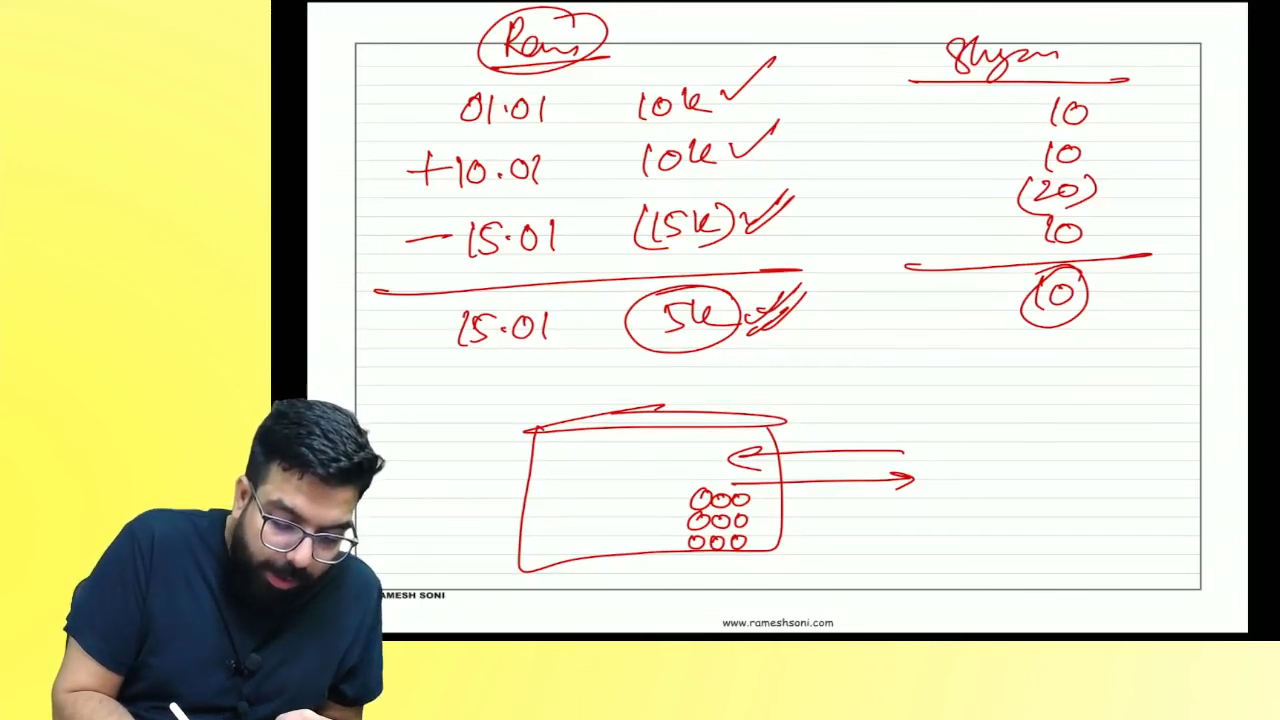 Ram Shyam
01.01 10k 10
+10.01 10k 10
(20)
- 15.01 (15k) 10
15.01 5k 10
AMESH SONI
www.rameshsoni.com